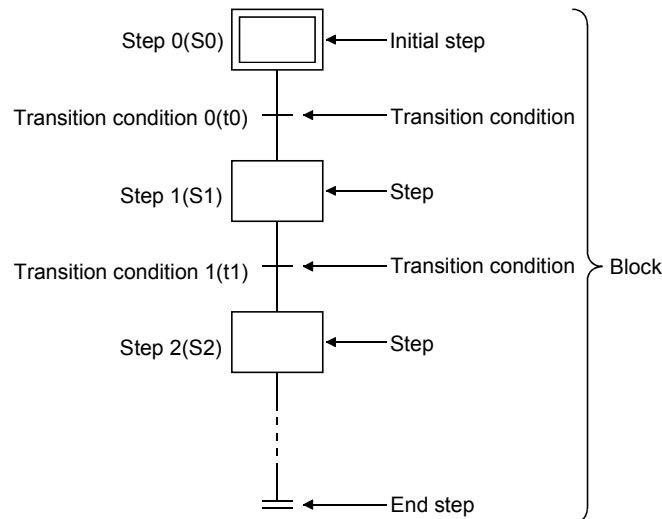 Step 0(S0)
Initial step
Transition condition 0(t0)
Transition condition
Step 1(S1)
Step
Transition condition 1(t1)
Transition condition
Block
Step 2(S2)
Step
End step